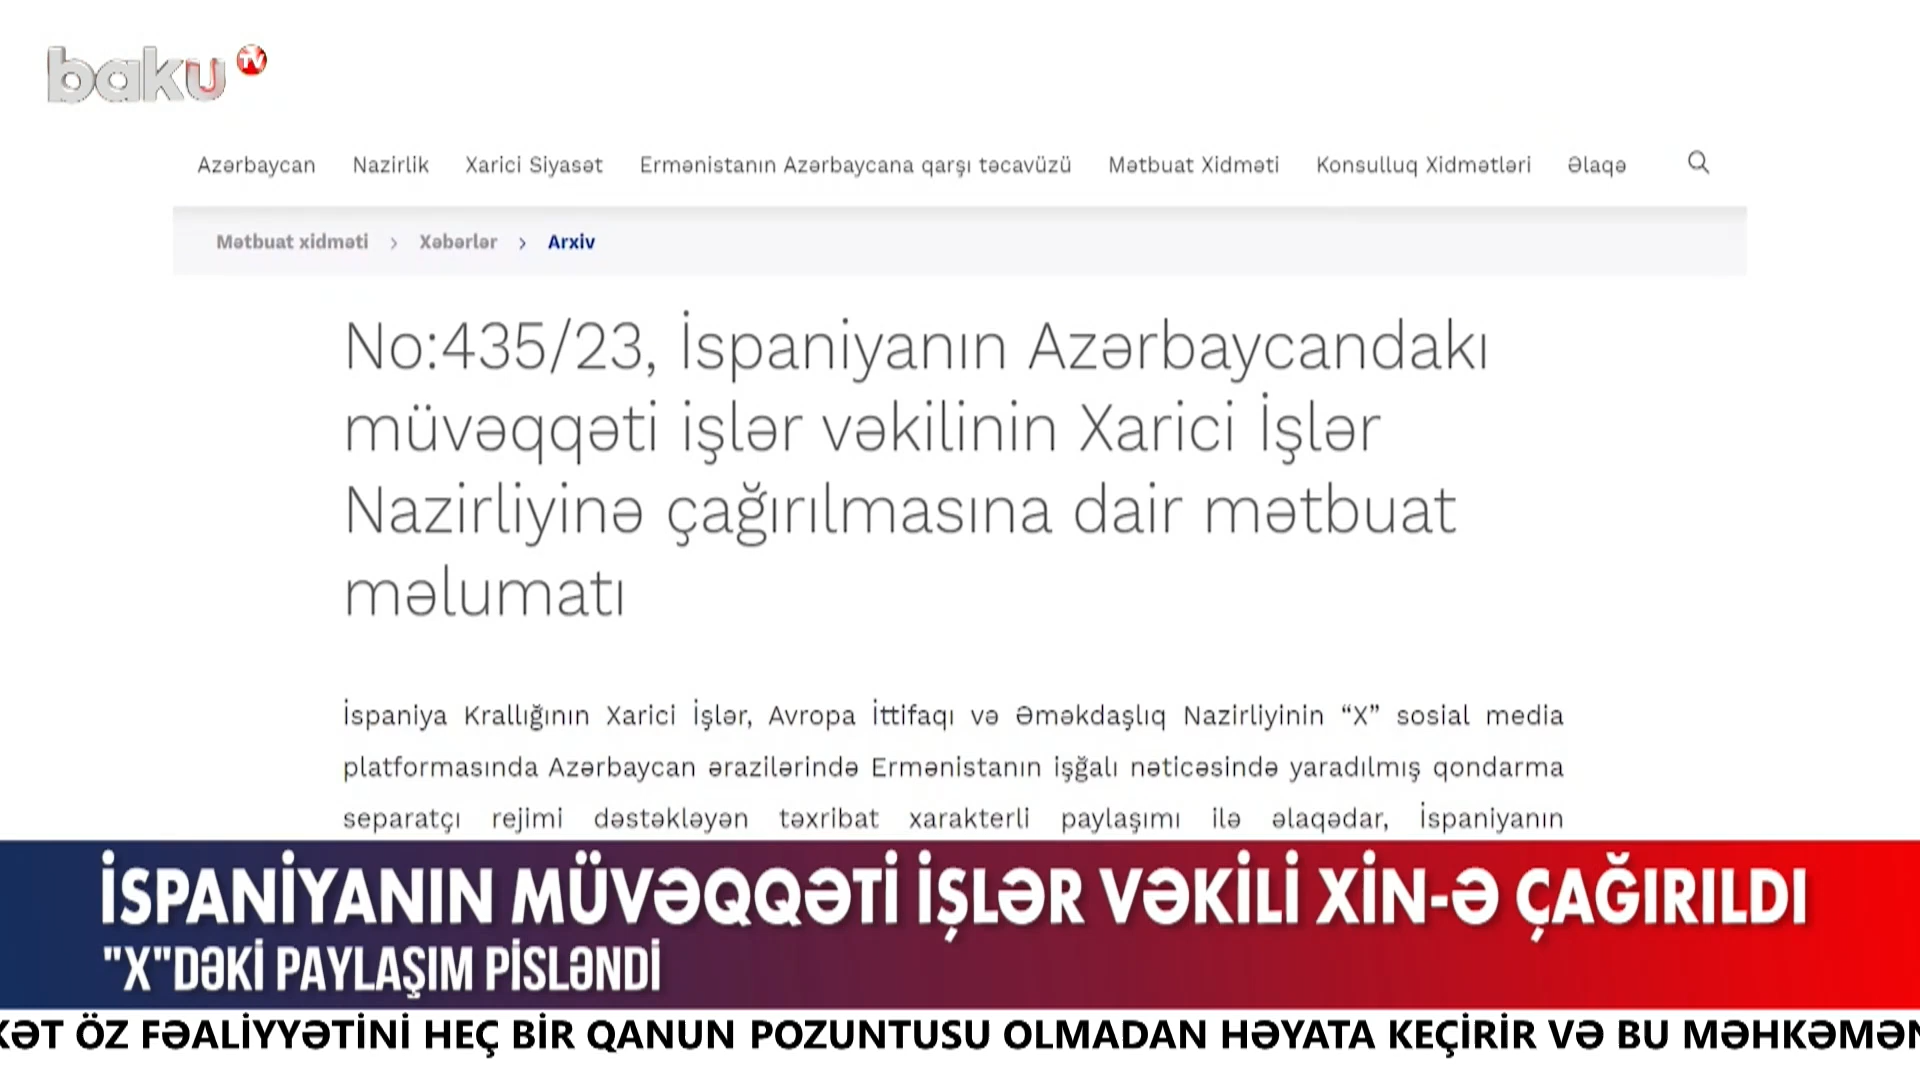 baku TV
Azərbaycan Nazirlik Xarici Siyasət Ermənistanın Azərbaycana qarşı təcavüzü Mətbuat Xidməti Konsulluq Xidmətləri Əlaqə
Mətbuat xidməti > Xəbərlər > Arxiv
No:435/23, İspaniyanın Azərbaycandakı
müvəqqəti işlər vəkilinin Xarici İşlər
Nazirliyinə çağırılmasına dair mətbuat
məlumatı
İspaniya Krallığının Xarici İşlər, Avropa İttifaqı və Əməkdaşlıq Nazirliyinin “X” sosial media
platformasında Azərbaycan ərazilərində Ermənistanın işğalı nəticəsində yaradılmış qondarma
separatçı rejimi dəstəkləyən təxribat xarakterli paylaşımı ilə əlaqədar, İspaniyanın
İSPANİYANIN MÜVƏQQƏTİ İŞLƏR VƏKİLİ XİN-Ə ÇAĞIRILDI
"X"DƏKİ PAYLAŞIM PİSLƏNDİ
KƏT ÖZ FƏALİYYƏTİNİ HEÇ BİR QANUN POZUNTUSU OLMADAN HƏYATA KEÇİRİR VƏ BU MƏHKƏMƏN